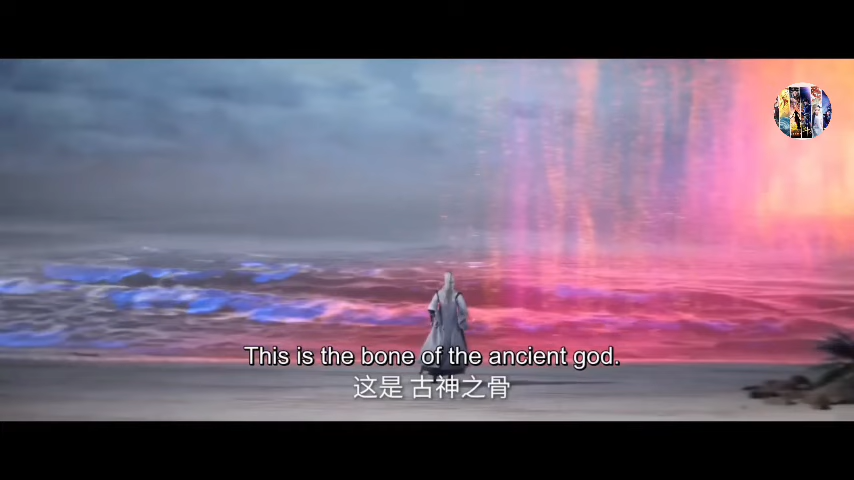 This is the bone of the ancient god.
这是 古神之骨